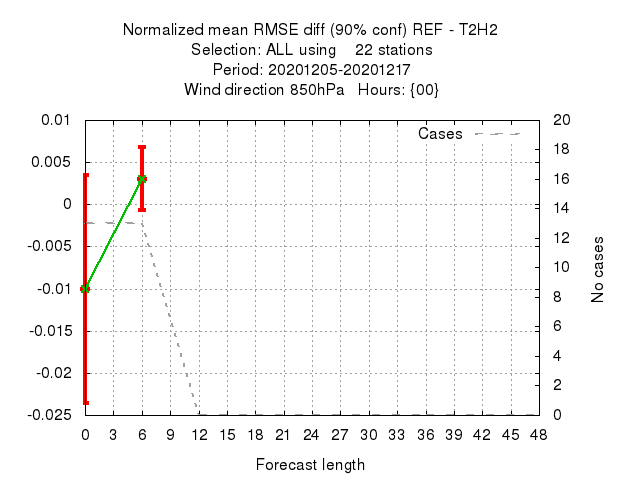 Normalized mean RMSE diff (90% conf) REF - T2H2
Selection: ALL using 22 stations
Period: 20201205-20201217
Wind direction 850hPa Hours: {00}
Cases
0.01
0.005
0
-0.005
-0.01
-0.015
-0.02
-0.025
20
18
16
14
12
10
8
6
4
2
0
No cases
0 3 6 9 12 15 18 21 24 27 30 33 36 39 42 45 48
Forecast length